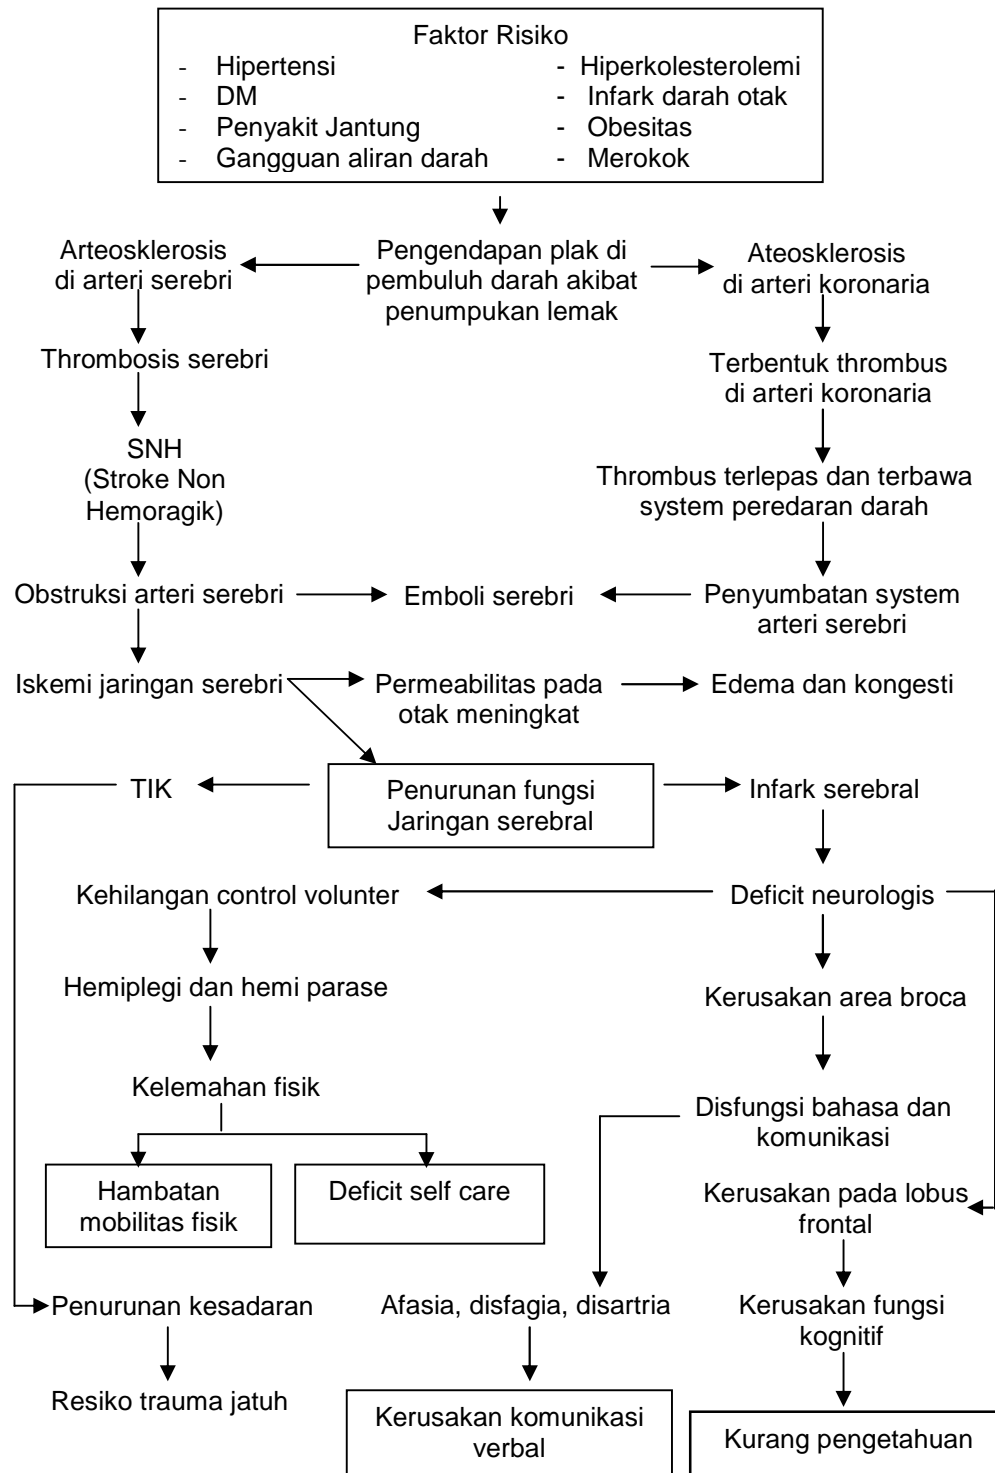 Faktor Risiko
- Hipertensi - Hiperkolesterolemi
- DM - Infark darah otak
- Penyakit Jantung - Obesitas
- Gangguan aliran darah - Merokok
Arteosklerosis
di arteri serebri
Pengendapan plak di
pembuluh darah akibat
penumpukan lemak
Ateosklerosis
di arteri koronaria
Thrombosis serebri
Terbentuk thrombus
di arteri koronaria
SNH
(Stroke Non
Hemoragik)
Thrombus terlepas dan terbawa
system peredaran darah
Obstruksi arteri serebri
Emboli serebri
Penyumbatan system
arteri serebri
Iskemi jaringan serebri
Permeabilitas pada
otak meningkat
Edema dan kongesti
TIK
Penurunan fungsi
Jaringan serebral
Infark serebral
Kehilangan control volunter
Deficit neurologis
Hemiplegi dan hemi parase
Kerusakan area broca
Kelemahan fisik
Disfungsi bahasa dan
komunikasi
Hambatan
mobilitas fisik
Deficit self care
Kerusakan pada lobus
frontal
Penurunan kesadaran
Afasia, disfagia, disartria
Kerusakan fungsi
kognitif
Resiko trauma jatuh
Kerusakan komunikasi
verbal
Kurang pengetahuan